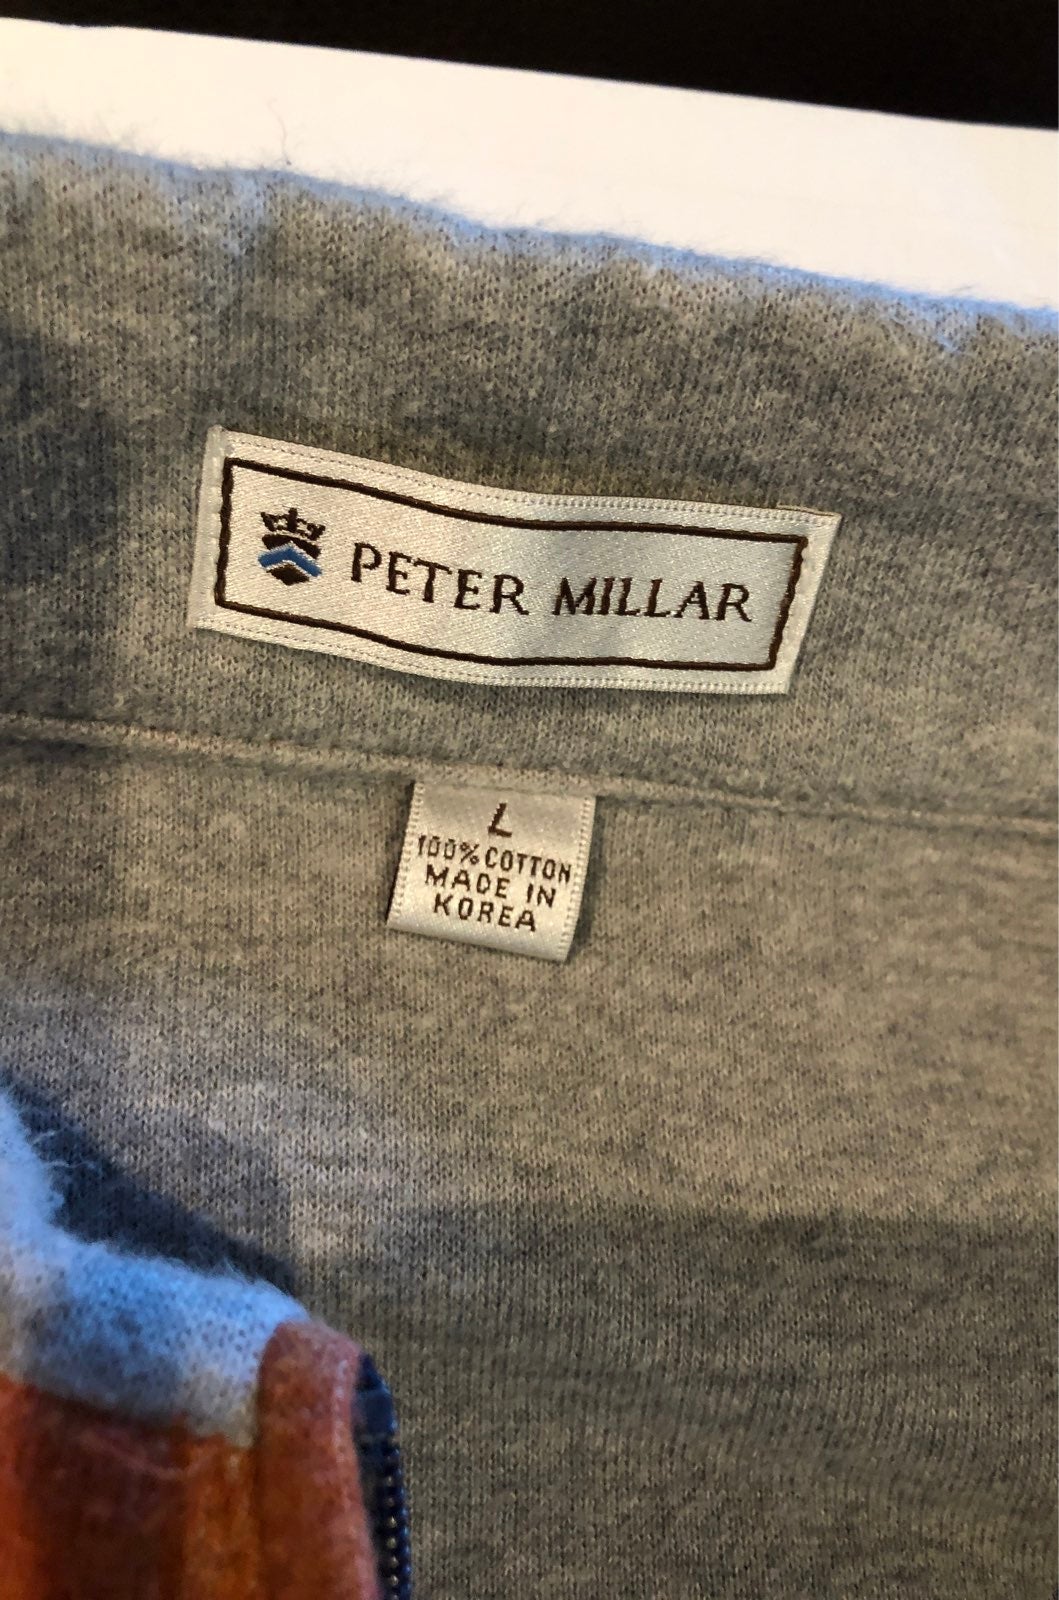 PETER MILLAR
L
100% COTTON
MADE IN
KOREA